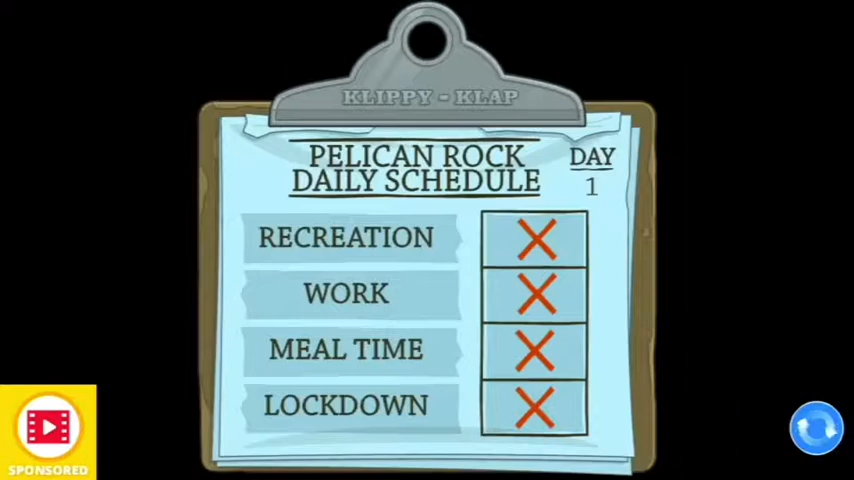 KLIPPY - KLAP
PELICAN ROCK
DAILY SCHEDULE
DAY
1
RECREATION
WORK
MEAL TIME
LOCKDOWN
SPONSORED